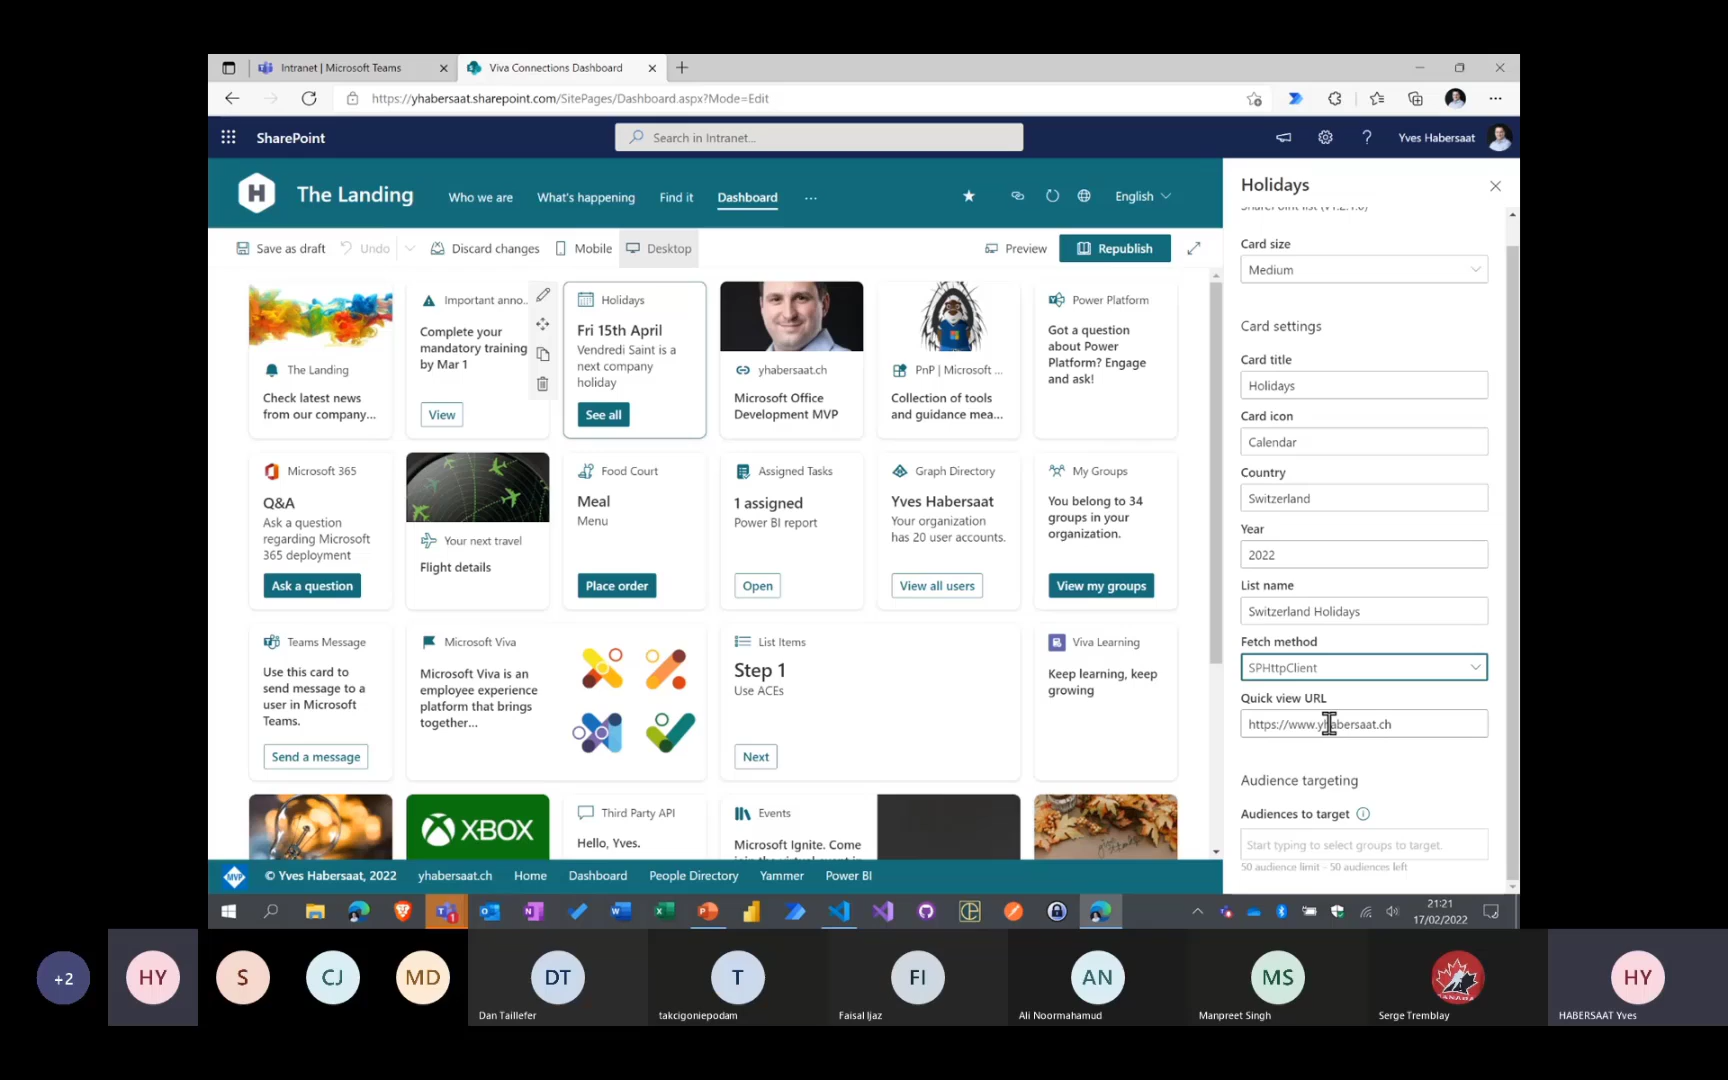 Intranet | Microsoft Teams
Viva Connections Dashboard
https://yhabersaat.sharepoint.com/SitePages/Dashboard.aspx?Mode=Edit
SharePoint
Search in Intranet...
Yves Habersaat
H
The Landing
Who we are
What's happening
Find it
Dashboard
English
Save as draft
Undo
Discard changes
Mobile
Desktop
Preview
Republish
The Landing
Check latest news
from our company...
Important anno..
Complete your
mandatory training
by Mar 1
View
Holidays
Fri 15th April
Vendredi Saint is a
next company
holiday
See all
yhabersaat.ch
Microsoft Office
Development MVP
PnP | Microsoft ...
Collection of tools
and guidance mea...
Power Platform
Got a question
about Power
Platform? Engage
and ask!
Microsoft 365
Q&A
Ask a question
regarding Microsoft
365 deployment
Ask a question
Your next travel
Flight details
Food Court
Meal
Menu
Place order
Assigned Tasks
1 assigned
Power BI report
Open
Graph Directory
Yves Habersaat
Your organization
has 20 user accounts.
View all users
My Groups
You belong to 34
groups in your
organization.
View my groups
Teams Message
Use this card to
send message to a
user in Microsoft
Teams.
Send a message
Microsoft Viva
Microsoft Viva is an
employee experience
platform that brings
together...
List Items
Step 1
Use ACEs
Next
Viva Learning
Keep learning, keep
growing
XBOX
Third Party API
Hello, Yves.
Events
Microsoft Ignite. Come
MVP
© Yves Habersaat, 2022
yhabersaat.ch
Home
Dashboard
People Directory
Yammer
Power BI
Holidays
SharePoint list (v1.2.1.0)
Card size
Medium
Card settings
Card title
Holidays
Card icon
Calendar
Country
Switzerland
Year
2022
List name
Switzerland Holidays
Fetch method
SPHttpClient
Quick view URL
https://www.yhabersaat.ch
Audience targeting
Audiences to target
Start typing to select groups to target.
50 audience limit – 50 audiences left
21:21
17/02/2022
+2
HY
S
CJ
MD
DT
Dan Taillefer
T
takcigoniepodam
FI
Faisal Ijaz
AN
Ali Noormahamud
MS
Manpreet Singh
CANADA
Serge Tremblay
HY
HABERSAAT Yves